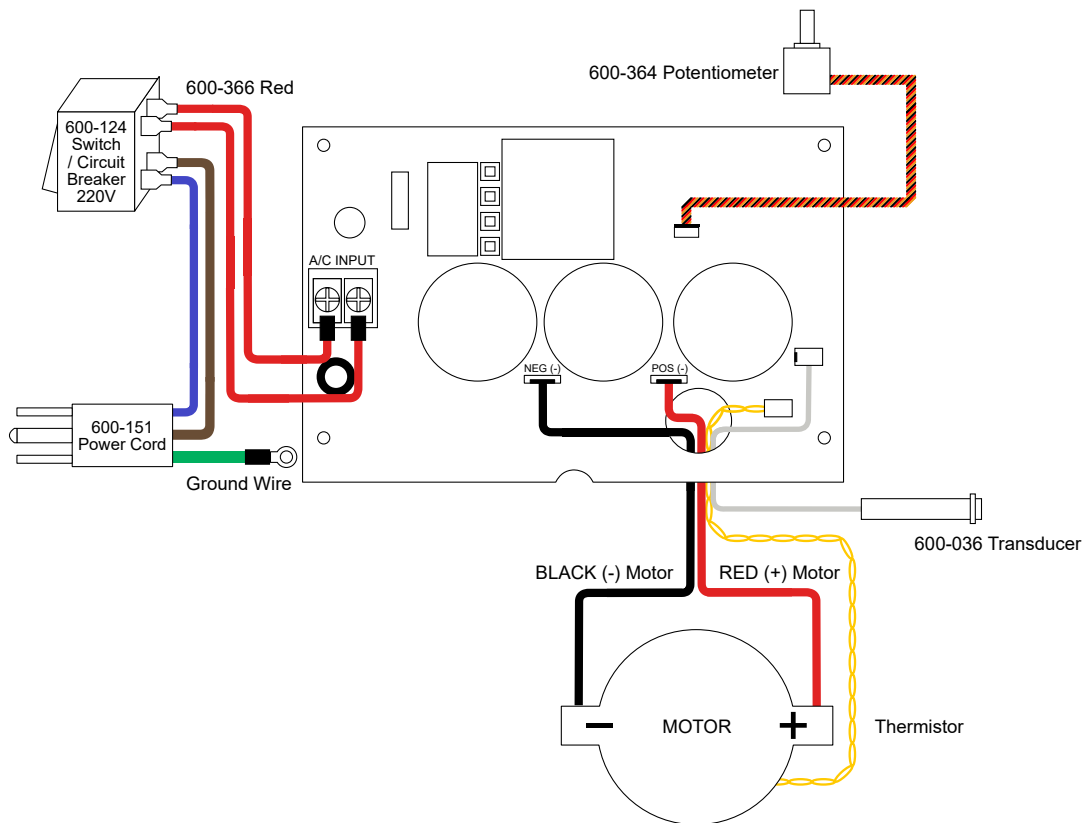 600-364 Potentiometer
600-366 Red
600-124
Switch
/ Circuit
Breaker
220V
A/C INPUT
NEG (-)
POS (-)
600-151
Power Cord
Ground Wire
600-036 Transducer
BLACK (-) Motor
RED (+) Motor
− MOTOR +
Thermistor